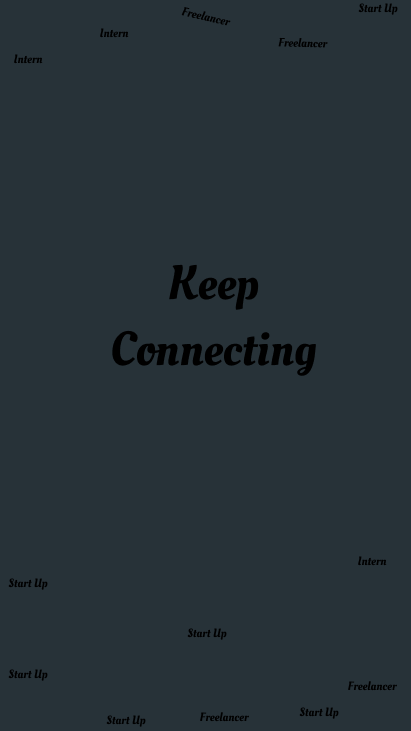 Start Up
Freelancer
Intern
Freelancer
Intern
Keep
Connecting
Intern
Start Up
Start Up
Start Up
Freelancer
Start Up
Freelancer
Start Up